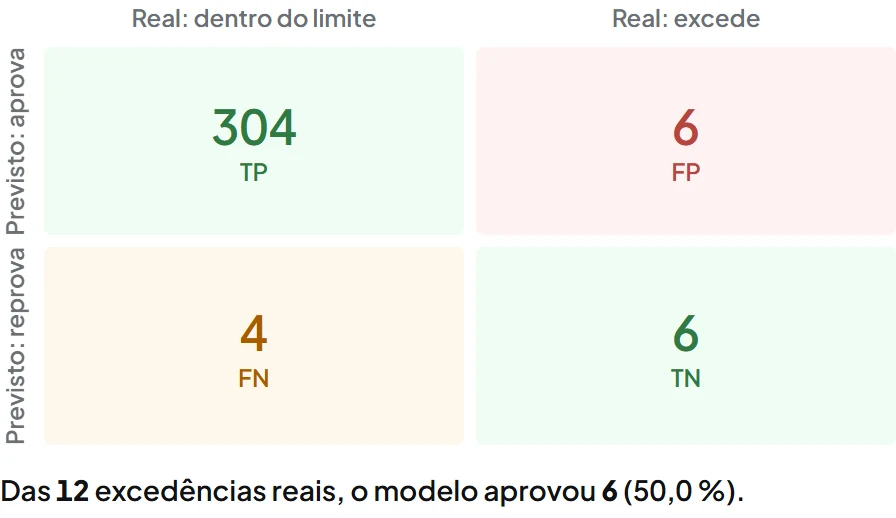 Real: dentro do limite
Real: excede
Previsto: aprova
304
TP
6
FP
Previsto: reprova
4
FN
6
TN
Das 12 excedências reais, o modelo aprovou 6 (50,0 %).